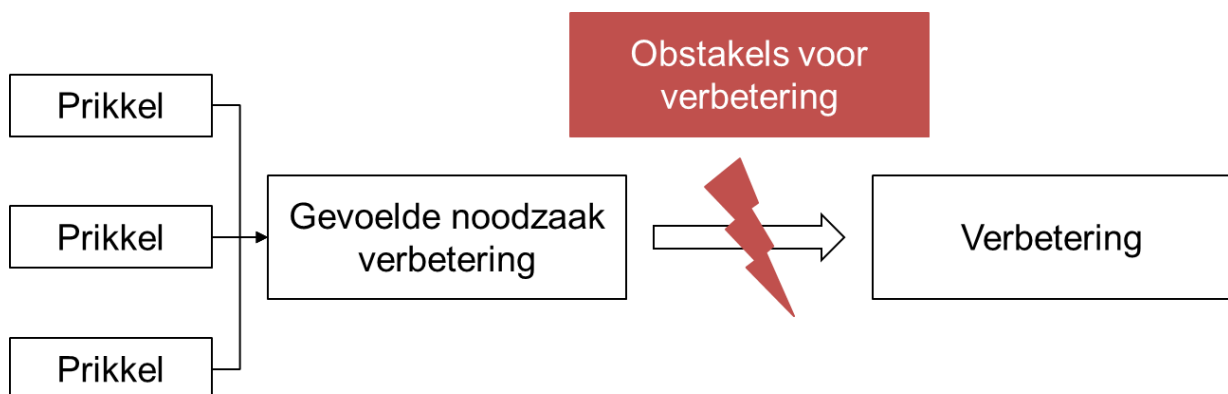 Obstakels voor
verbetering
Prikkel
Prikkel
Prikkel
Gevoelde noodzaak
verbetering
Verbetering